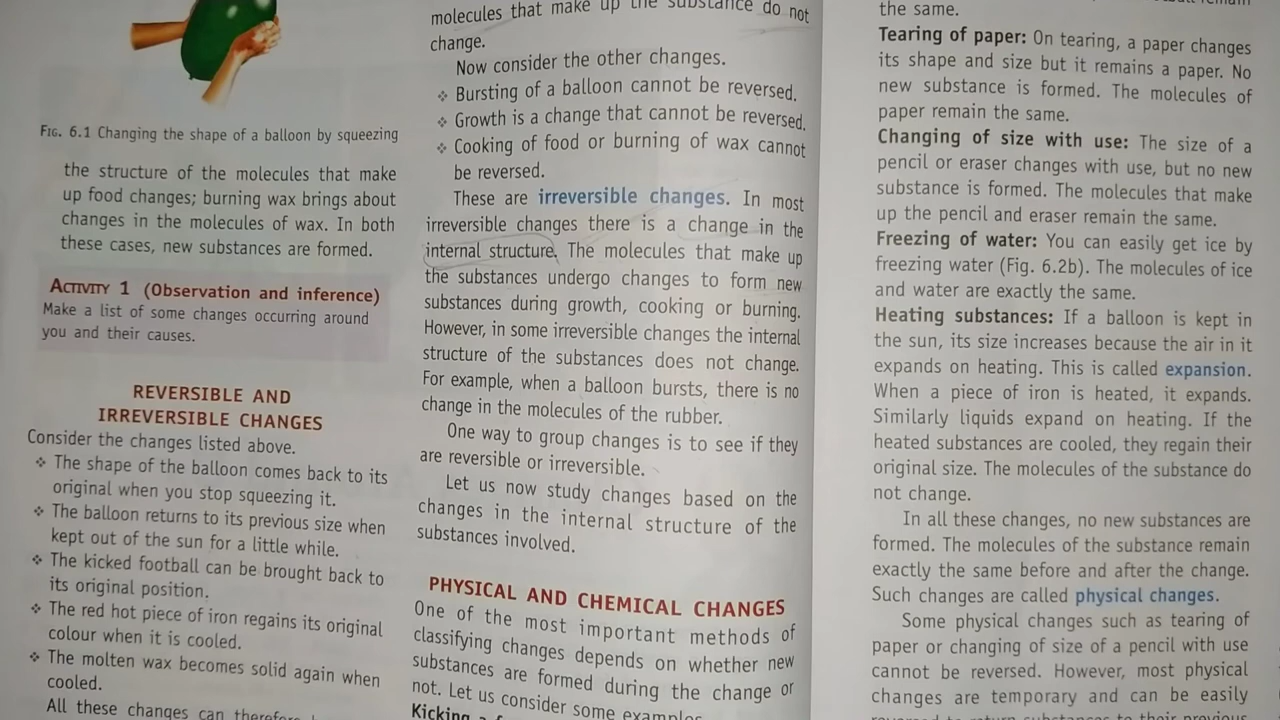 FIG. 6.1 Changing the shape of a balloon by squeezing
the structure of the molecules that make
up food changes; burning wax brings about
changes in the molecules of wax. In both
these cases, new substances are formed.
ACTIVITY 1 (Observation and inference)
Make a list of some changes occurring around
you and their causes.
REVERSIBLE AND
IRREVERSIBLE CHANGES
Consider the changes listed above.
❖ The shape of the balloon comes back to its
original when you stop squeezing it.
❖ The balloon returns to its previous size when
kept out of the sun for a little while.
❖ The kicked football can be brought back to
its original position.
❖ The red hot piece of iron regains its original
colour when it is cooled.
❖ The molten wax becomes solid again when
cooled.
All these changes can therefore
molecules that make up the substance do not
change.
Now consider the other changes.
❖ Bursting of a balloon cannot be reversed.
❖ Growth is a change that cannot be reversed.
❖ Cooking of food or burning of wax cannot
be reversed.
These are irreversible changes. In most
irreversible changes there is a change in the
internal structure. The molecules that make up
the substances undergo changes to form new
substances during growth, cooking or burning.
However, in some irreversible changes the internal
structure of the substances does not change.
For example, when a balloon bursts, there is no
change in the molecules of the rubber.
One way to group changes is to see if they
are reversible or irreversible.
Let us now study changes based on the
changes in the internal structure of the
substances involved.
PHYSICAL AND CHEMICAL CHANGES
One of the most important methods of
classifying changes depends on whether new
substances are formed during the change or
not. Let us consider some examples.
Kicking a
the same.
Tearing of paper: On tearing, a paper changes
its shape and size but it remains a paper. No
new substance is formed. The molecules of
paper remain the same.
Changing of size with use: The size of a
pencil or eraser changes with use, but no new
substance is formed. The molecules that make
up the pencil and eraser remain the same.
Freezing of water: You can easily get ice by
freezing water (Fig. 6.2b). The molecules of ice
and water are exactly the same.
Heating substances: If a balloon is kept in
the sun, its size increases because the air in it
expands on heating. This is called expansion.
When a piece of iron is heated, it expands.
Similarly liquids expand on heating. If the
heated substances are cooled, they regain their
original size. The molecules of the substance do
not change.
In all these changes, no new substances are
formed. The molecules of the substance remain
exactly the same before and after the change.
Such changes are called physical changes.
Some physical changes such as tearing of
paper or changing of size of a pencil with use
cannot be reversed. However, most physical
changes are temporary and can be easily
reversed to return substances to their previous